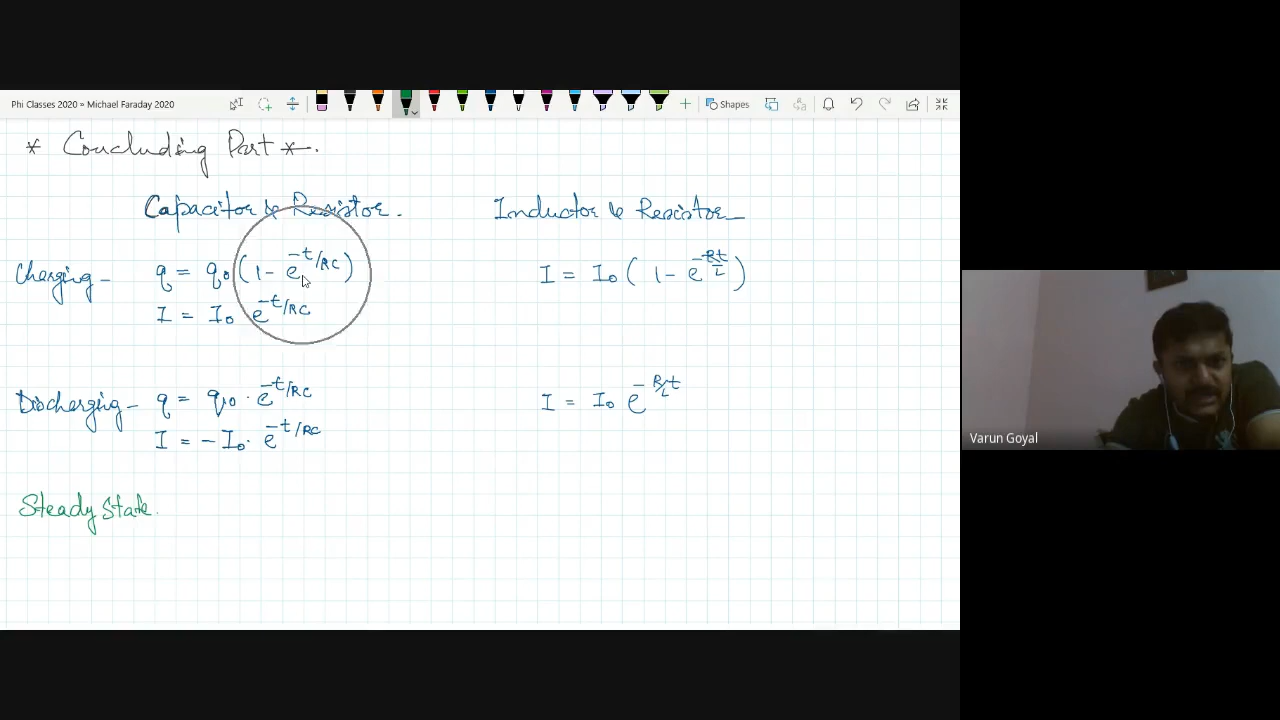 Phi Classes 2020 » Michael Faraday 2020
Shapes
* Concluding Part *.
Capacitor & Resistor.
Inductor & Resistor
Charging - q = q₀ (1 - e^-t/RC)
I = I₀ (1 - e^-Rt/L)
I = I₀ e^-t/RC
Discharging - q = q₀ . e^-t/RC
I = I₀ e^-R/L t
I = - I₀ . e^-t/RC
Steady State.
Varun Goyal